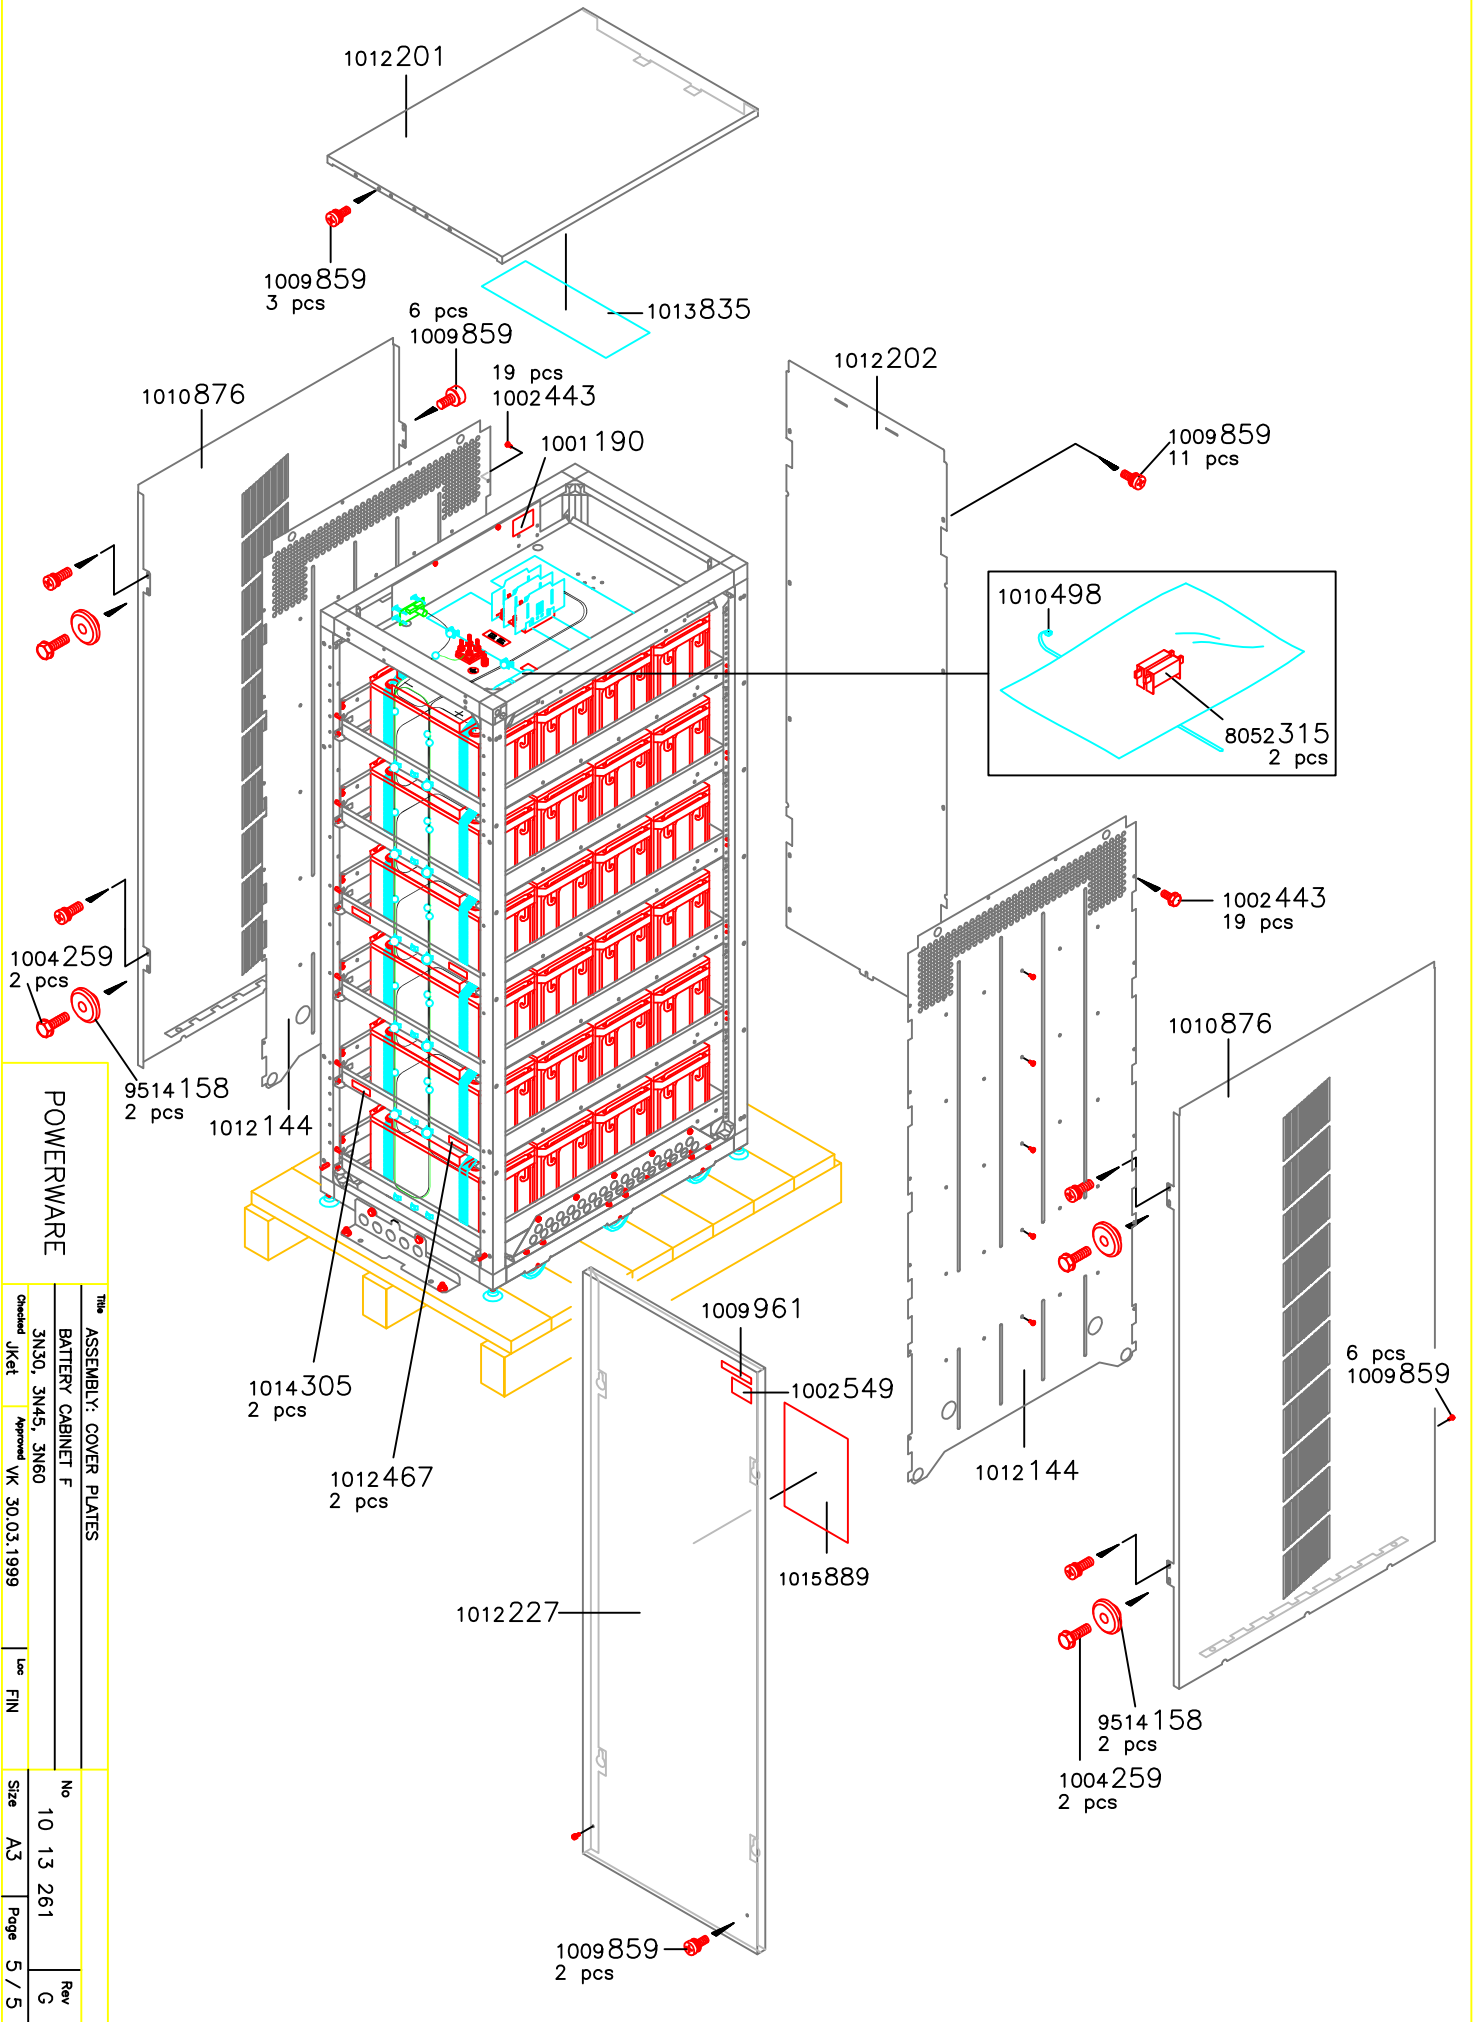 1012201
1009859
3 pcs
1013835
6 pcs
1009859
19 pcs
1002443
1001190
1010876
1012202
1009859
11 pcs
1010498
8052315
2 pcs
1002443
19 pcs
1004259
2 pcs
9514158
2 pcs
1012144
1010876
1014305
2 pcs
1012467
2 pcs
1009961
1002549
1015889
1012227
1012144
6 pcs
1009859
9514158
2 pcs
1004259
2 pcs
1009859
2 pcs
POWERWARE
Title ASSEMBLY: COVER PLATES
BATTERY CABINET F
3N30, 3N45, 3N60
Checked JKet Approved VK 30.03.1999 Loc FIN
No 10 13 261 Rev G
Size A3 Page 5 / 5